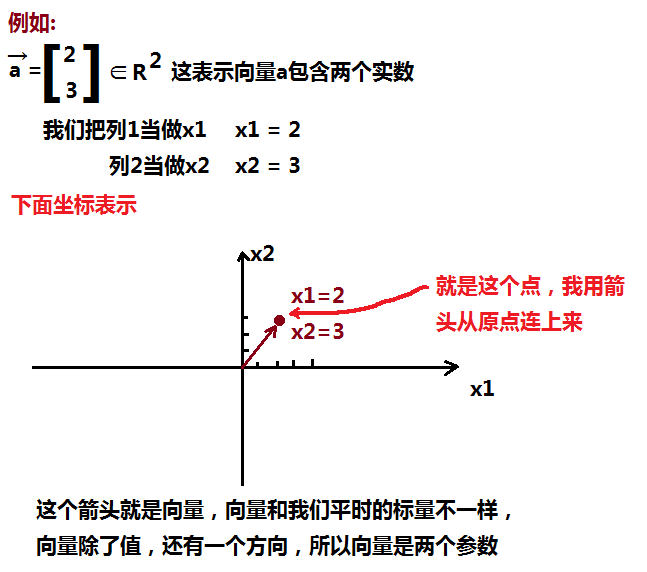 例如:
a = [2 3] ∈ R² 这表示向量a包含两个实数
我们把列1当做x1 x1 = 2
列2当做x2 x2 = 3
下面坐标表示
x2
x1=2
x2=3
就是这个点，我用箭
头从原点连上来
x1
这个箭头就是向量，向量和我们平时的标量不一样，
向量除了值，还有一个方向，所以向量是两个参数